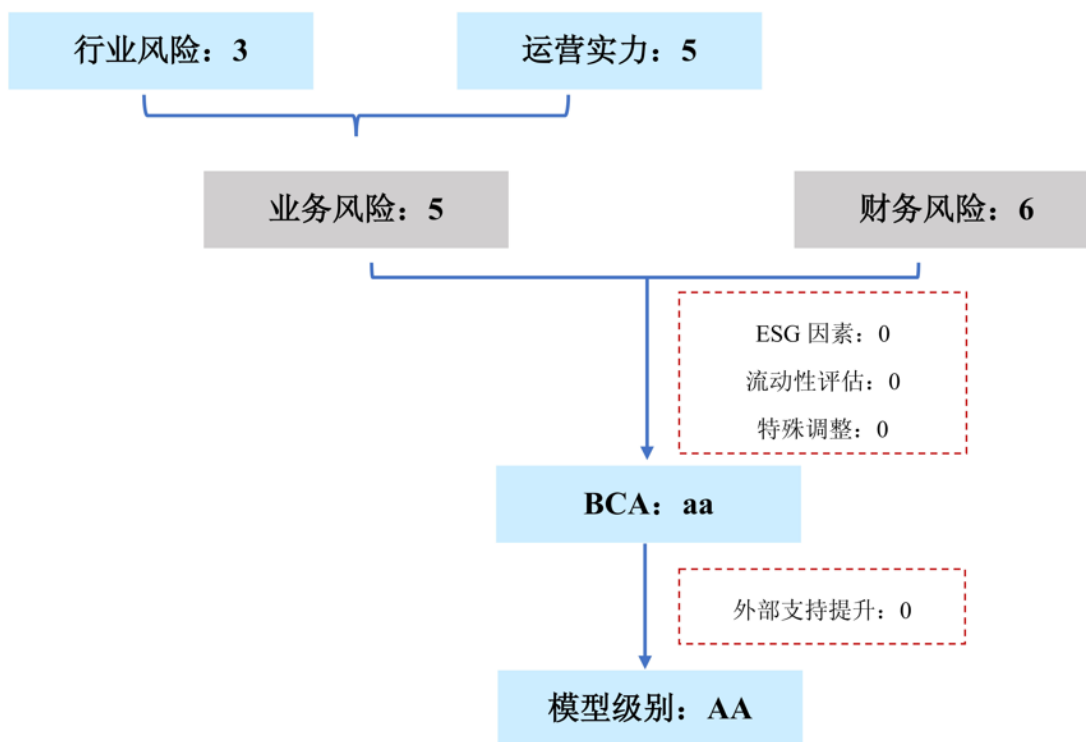 行业风险：3
运营实力：5
业务风险：5
财务风险：6
ESG 因素：0
流动性评估：0
特殊调整：0
BCA：aa
外部支持提升：0
模型级别：AA